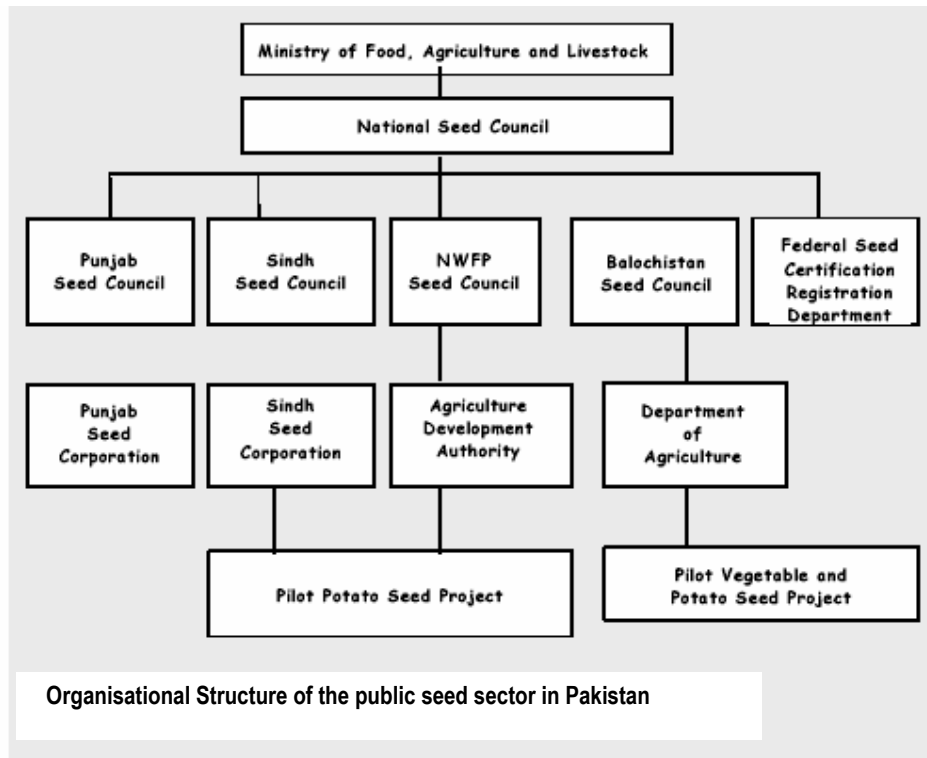 Ministry of Food, Agriculture and Livestock
National Seed Council
Punjab
Seed Council
Sindh
Seed Council
NWFP
Seed Council
Balochistan
Seed Council
Federal Seed
Certification
Registration
Department
Punjab
Seed
Corporation
Sindh
Seed
Corporation
Agriculture
Development
Authority
Department
of
Agriculture
Pilot Potato Seed Project
Pilot Vegetable and
Potato Seed Project
Organisational Structure of the public seed sector in Pakistan